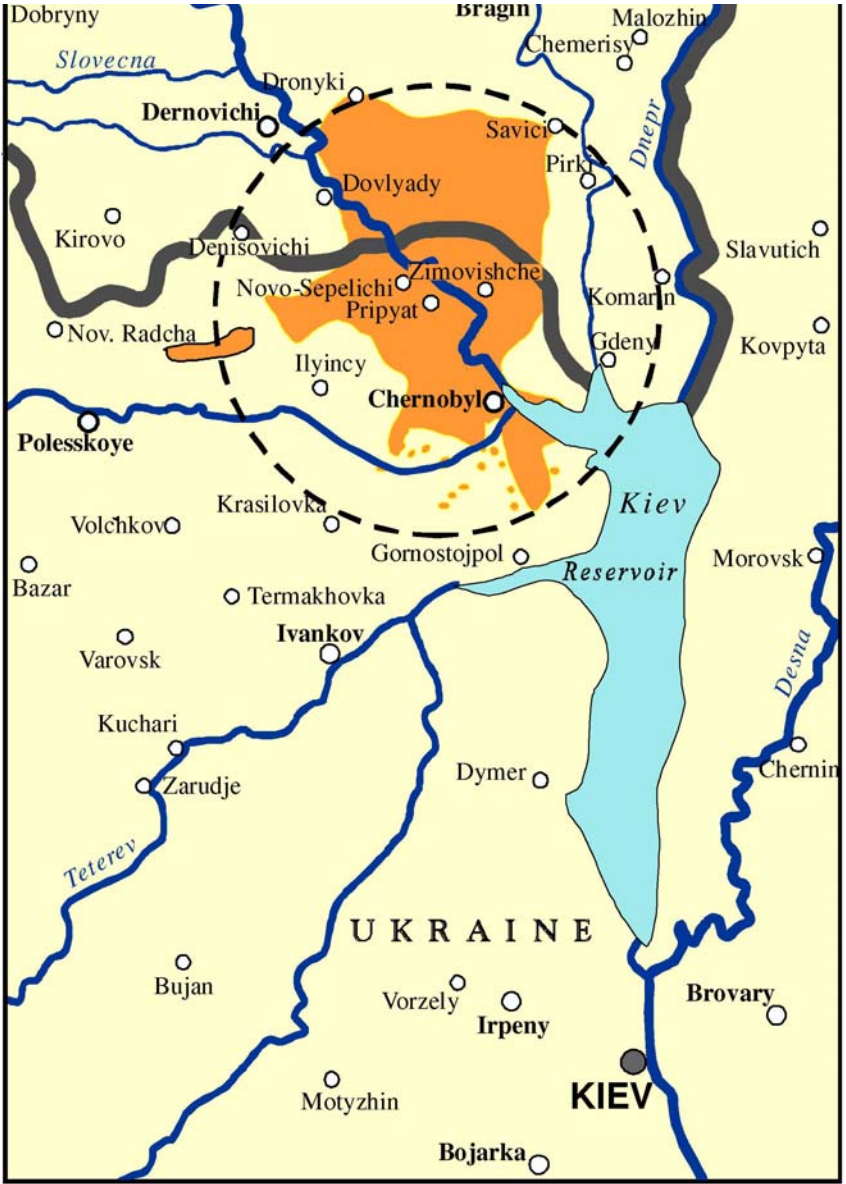 Dobryny
Bragin
Malozhin
Chemerisy
Slovecna
Dronyki
Dernovichi
Savici
Dnepr
Pirki
Dovlyady
Kirovo
Denisovichi
Slavutich
Zimovishche
Novo-Sepelichi
Komarin
Pripyat
Nov. Radcha
Gdeny
Kovpyta
Ilyincy
Chernobyl
Polesskoye
Krasilovka
Kiev
Volchkov
Gornostojpol
Morovsk
Reservoir
Bazar
Termakhovka
Ivankov
Varovsk
Desna
Kuchari
Dymer
Chernin
Zarudje
Teterev
UKRAINE
Bujan
Vorzely
Brovary
Irpeny
KIEV
Motyzhin
Bojarka